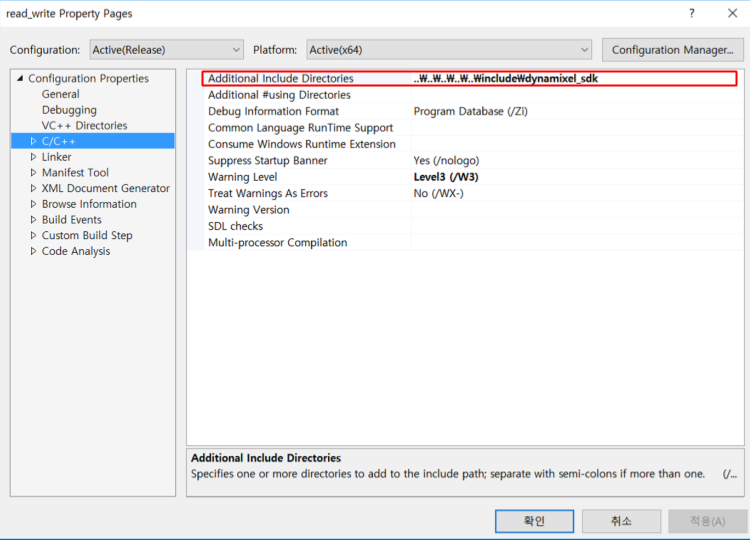 read_write Property Pages ? ×
Configuration: Active(Release) Platform: Active(x64) Configuration Manager...
Configuration Properties
General
Debugging
VC++ Directories
C/C++
Linker
Manifest Tool
XML Document Generator
Browse Information
Build Events
Custom Build Step
Code Analysis
Additional Include Directories ..₩..₩..₩..₩include₩dynamixel_sdk
Additional #using Directories
Debug Information Format Program Database (/Zi)
Common Language RunTime Support
Consume Windows Runtime Extension
Suppress Startup Banner Yes (/nologo)
Warning Level Level3 (/W3)
Treat Warnings As Errors No (/WX-)
Warning Version
SDL checks
Multi-processor Compilation
Additional Include Directories
Specifies one or more directories to add to the include path; separate with semi-colons if more than one. (/...
확인 취소 적용(A)